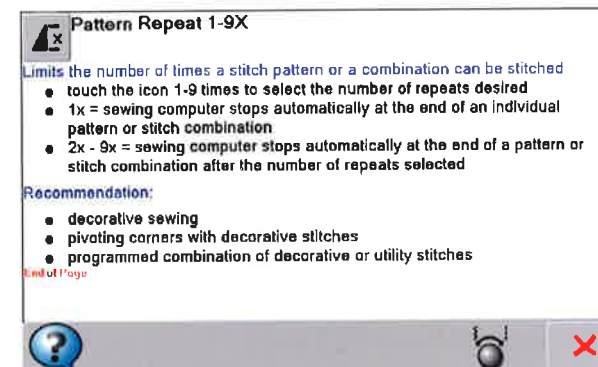 Pattern Repeat 1-9X
Limits the number of times a stitch pattern or a combination can be stitched
• touch the icon 1-9 times to select the number of repeats desired
• 1x = sewing computer stops automatically at the end of an individual
pattern or stitch combination
• 2x - 9x = sewing computer stops automatically at the end of a pattern or
stitch combination after the number of repeats selected
Recommendation:
• decorative sewing
• pivoting corners with decorative stitches
• programmed combination of decorative or utility stitches
End of Page